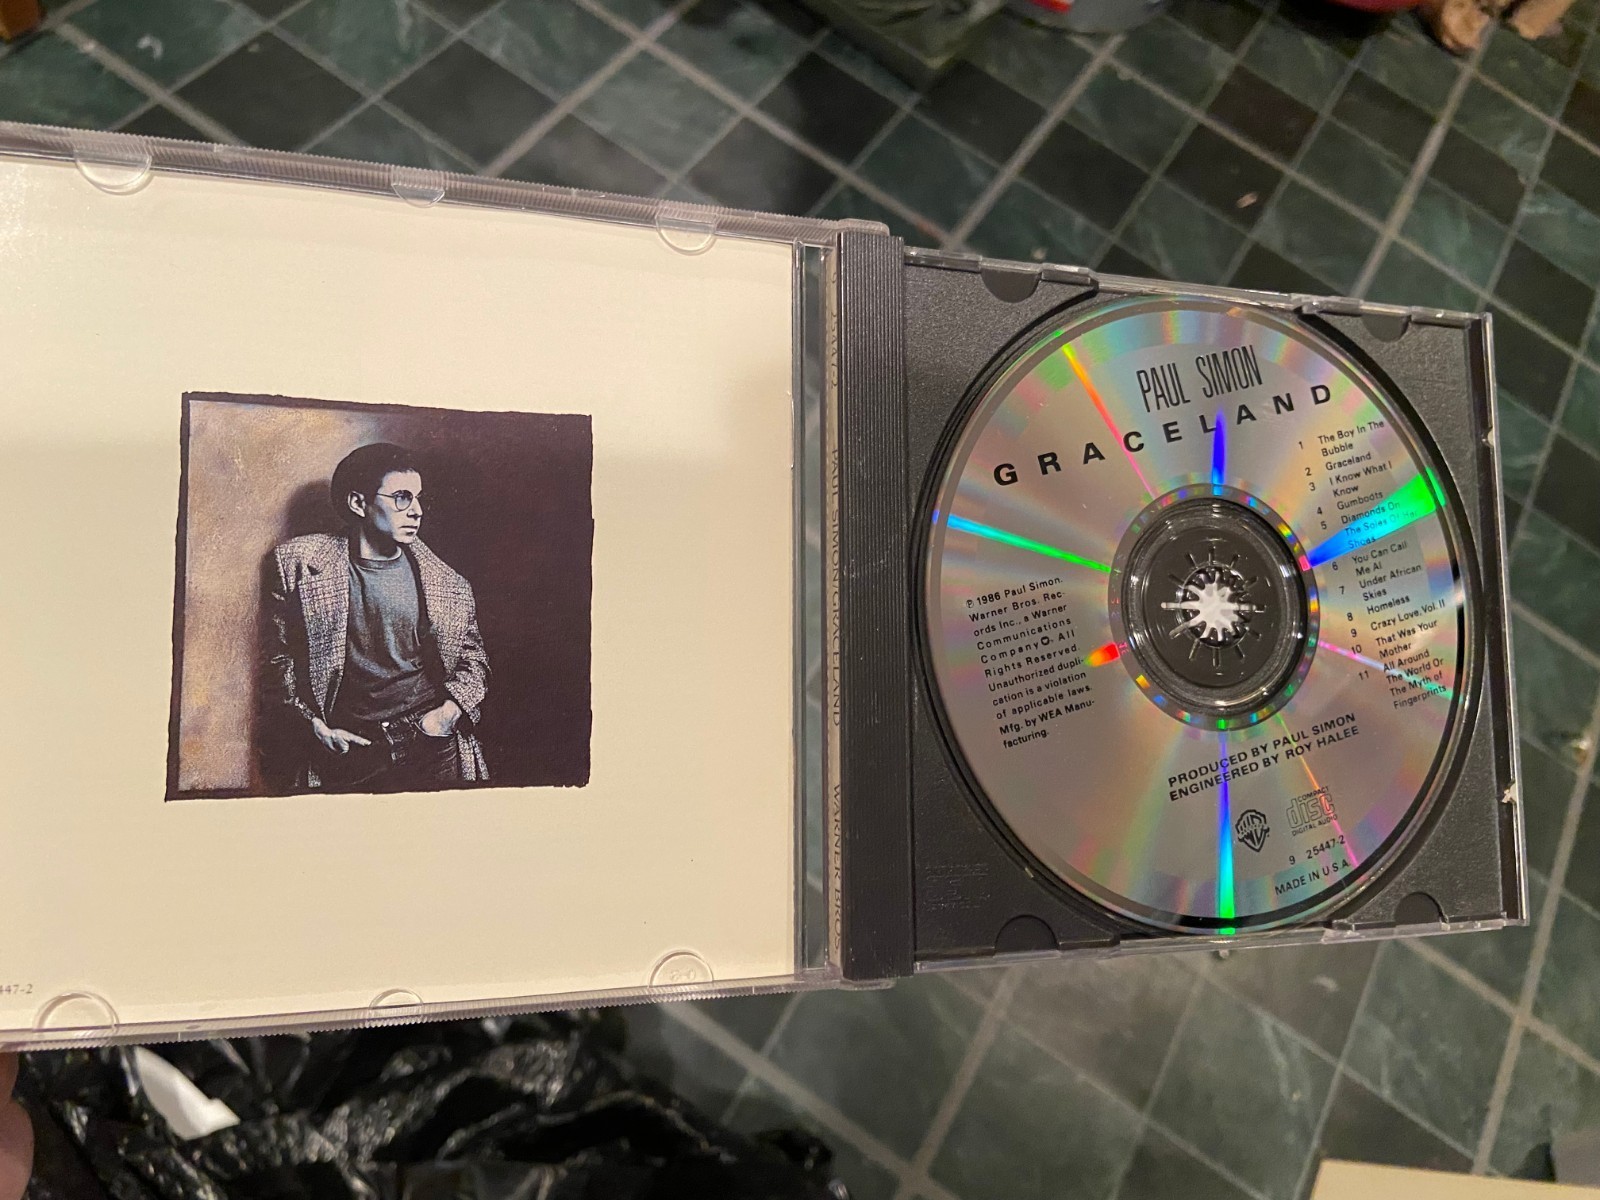 447-2
PAUL SIMON/GRACELAND
WARNER BROS.
PAUL SIMON
GRACELAND
1 The Boy In The
Bubble
2 Graceland
3 I Know What I
Know
4 Gumboots
5 Diamonds On
The Soles Of Her
Shoes
6 You Can Call
Me Al
7 Under African
Skies
8 Homeless
9 Crazy Love, Vol. II
10 That Was Your
Mother
11 All Around
The World Or
The Myth of
Fingerprints
℗ 1986 Paul Simon.
Warner Bros. Rec-
ords Inc., a Warner
Communications
Company. All
Rights Reserved.
Unauthorized dupli-
cation is a violation
of applicable laws.
Mfg. by WEA Manu-
facturing.
PRODUCED BY PAUL SIMON
ENGINEERED BY ROY HALEE
COMPACT
disc
DIGITAL AUDIO
9 25447-2
MADE IN U.S.A.